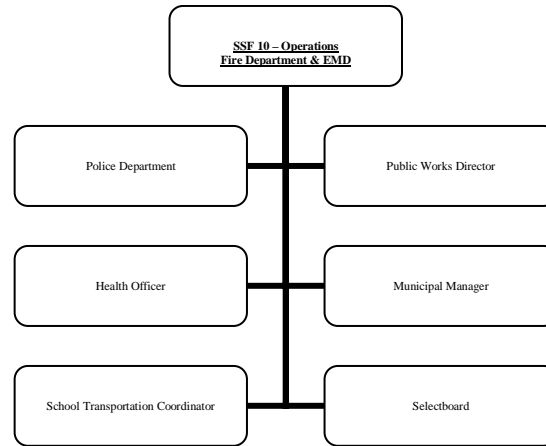 SSF 10 – Operations
Fire Department & EMD
Police Department
Public Works Director
Health Officer
Municipal Manager
School Transportation Coordinator
Selectboard